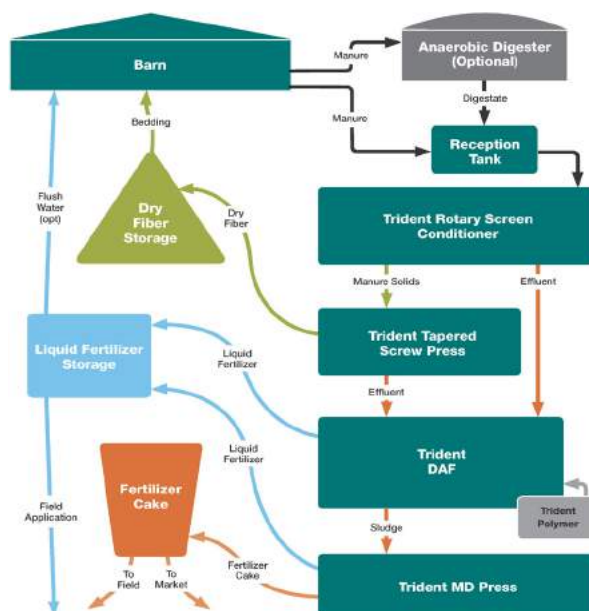 Barn
Manure
Anaerobic Digester
(Optional)
Digestate
Manure
Bedding
Reception
Tank
Flush
Water
(opt)
Dry
Fiber
Storage
Dry
Fiber
Trident Rotary Screen
Conditioner
Manure Solids
Effluent
Liquid Fertilizer
Storage
Liquid
Fertilizer
Trident Tapered
Screw Press
Effluent
Liquid
Fertilizer
Trident
DAF
Trident
Polymer
Field
Application
Fertilizer
Cake
Sludge
To
Field
To
Market
Fertilizer
Cake
Trident MD Press